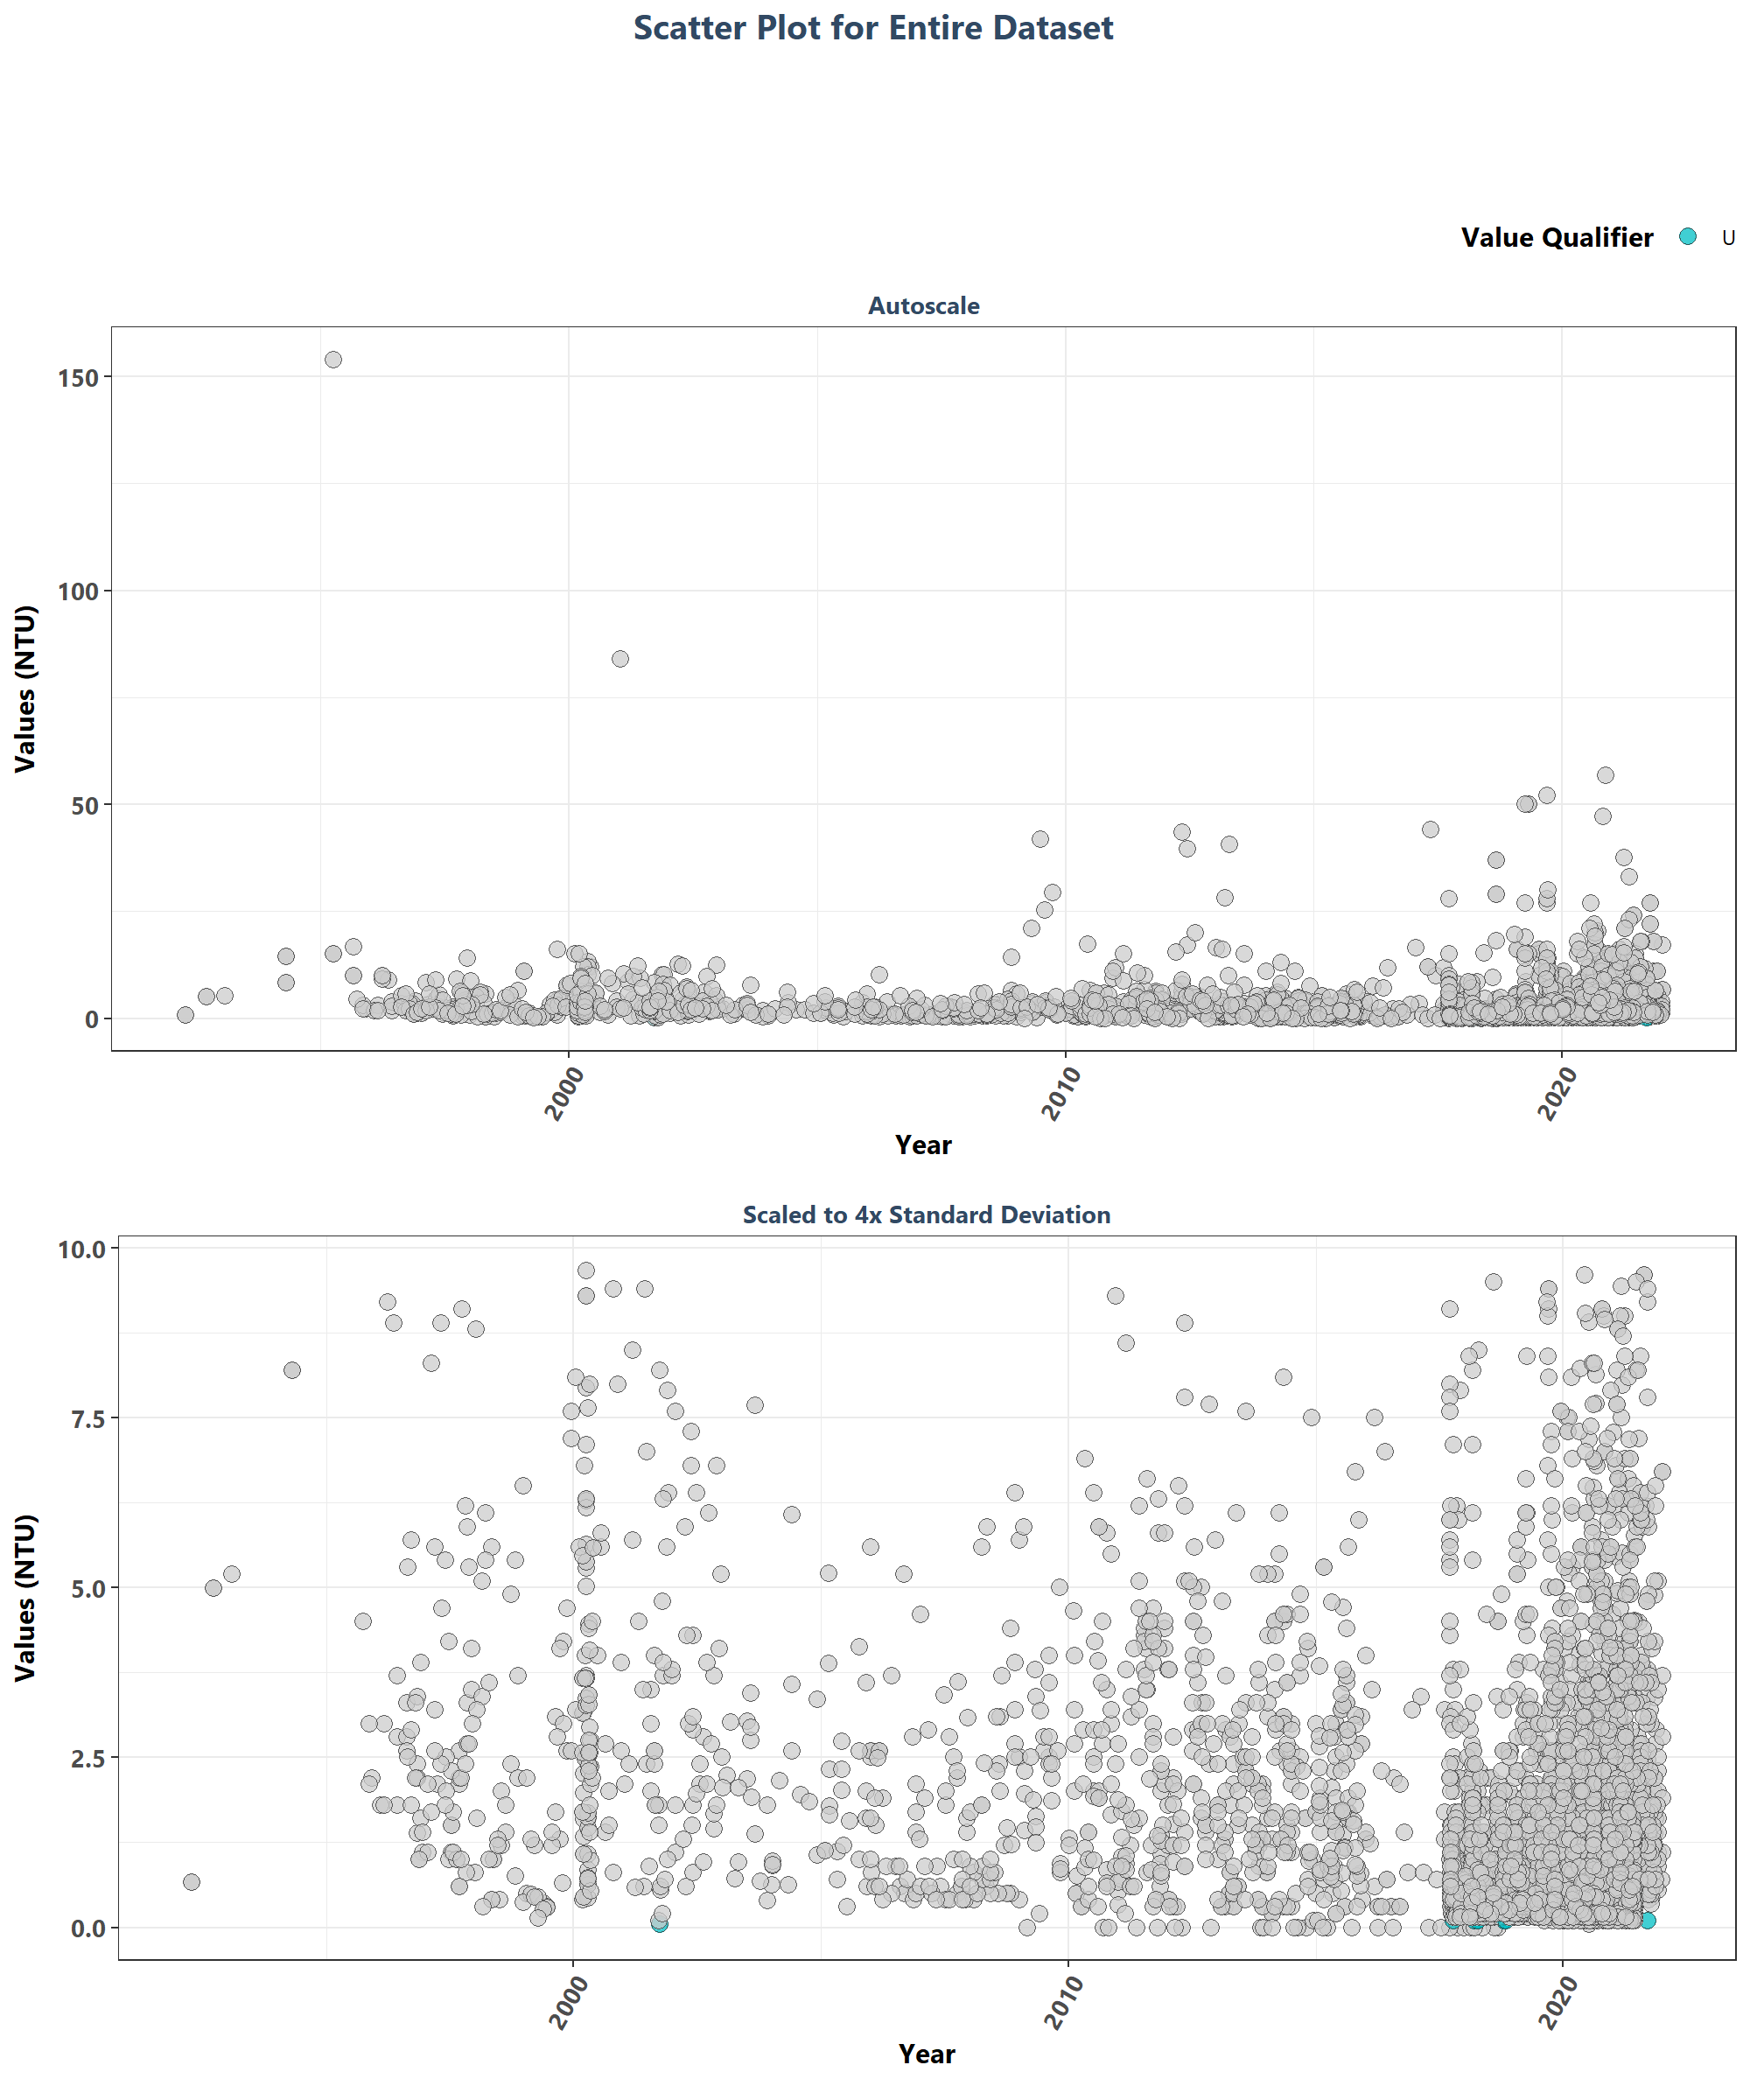 Scatter Plot for Entire Dataset
Value Qualifier U
Autoscale
150
100
50
0
Values (NTU)
2000 2010 2020
Year
Scaled to 4x Standard Deviation
10.0
7.5
5.0
2.5
0.0
Values (NTU)
2000 2010 2020
Year